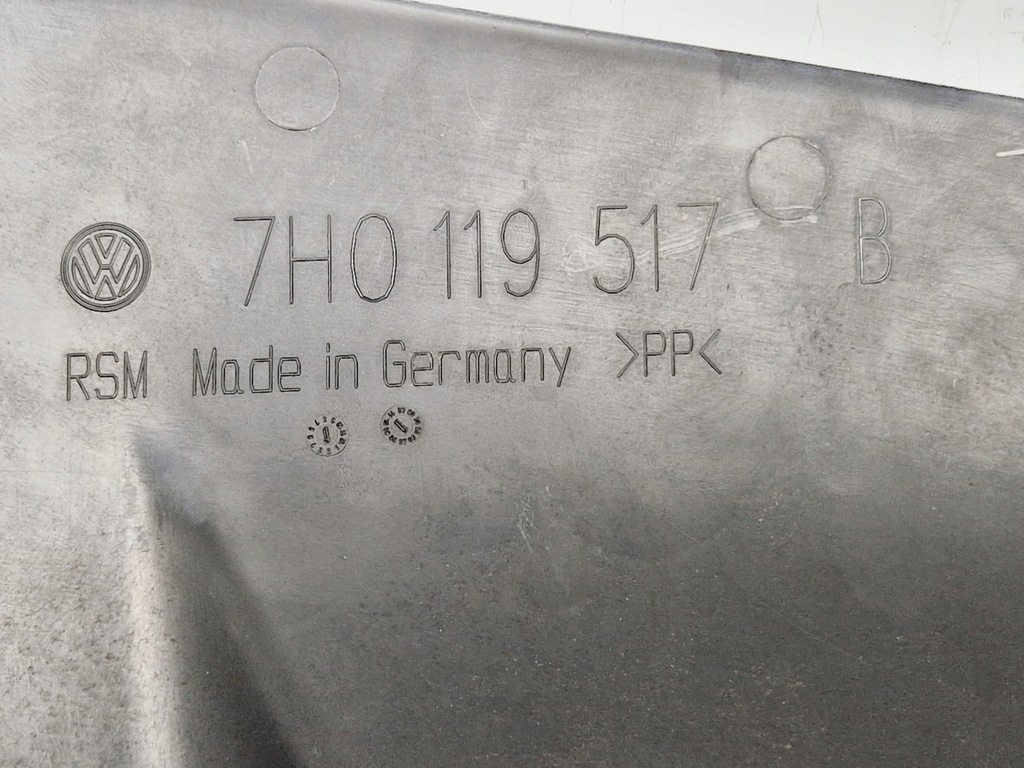 7H0 119 517 B
RSM Made in Germany >PP<